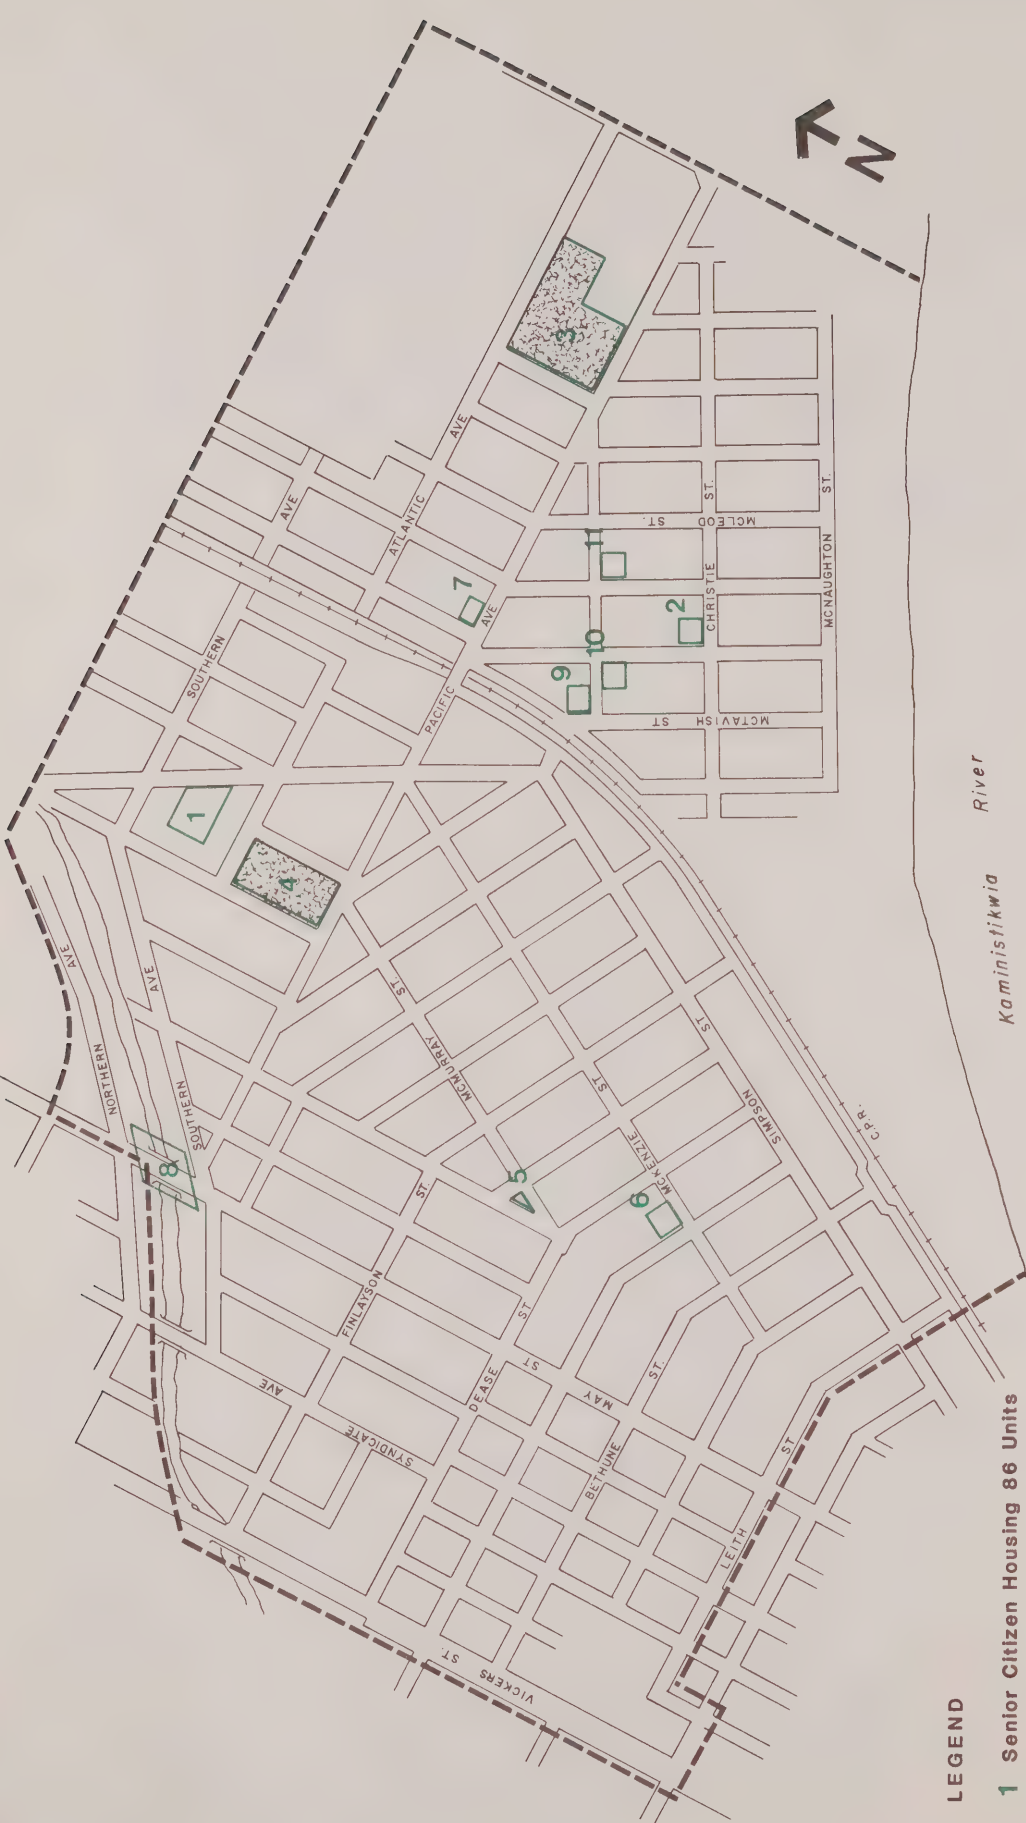 N
3
AVE
AVE
ATLANTIC
SOUTHERN
7
AVE
PACIFIC
11
MCLEOD ST.
CHRISTIE ST.
MCNAUGHTON ST.
2
10
9
MCTAVISH ST
1
4
AVE
NORTHERN
AVE
SOUTHERN
8
ST.
MCMURRAY
ST
MCKENZIE
ST
SIMPSON
C.P.R.
5
6
ST.
FINLAYSON
ST
DEASE
MAY ST
ST.
BETHUNE
ST
LEITH
SYNDICATE AVE
VICKERS ST.
Kaministikwia River
LEGEND
1 Senior Citizen Housing 86 Units